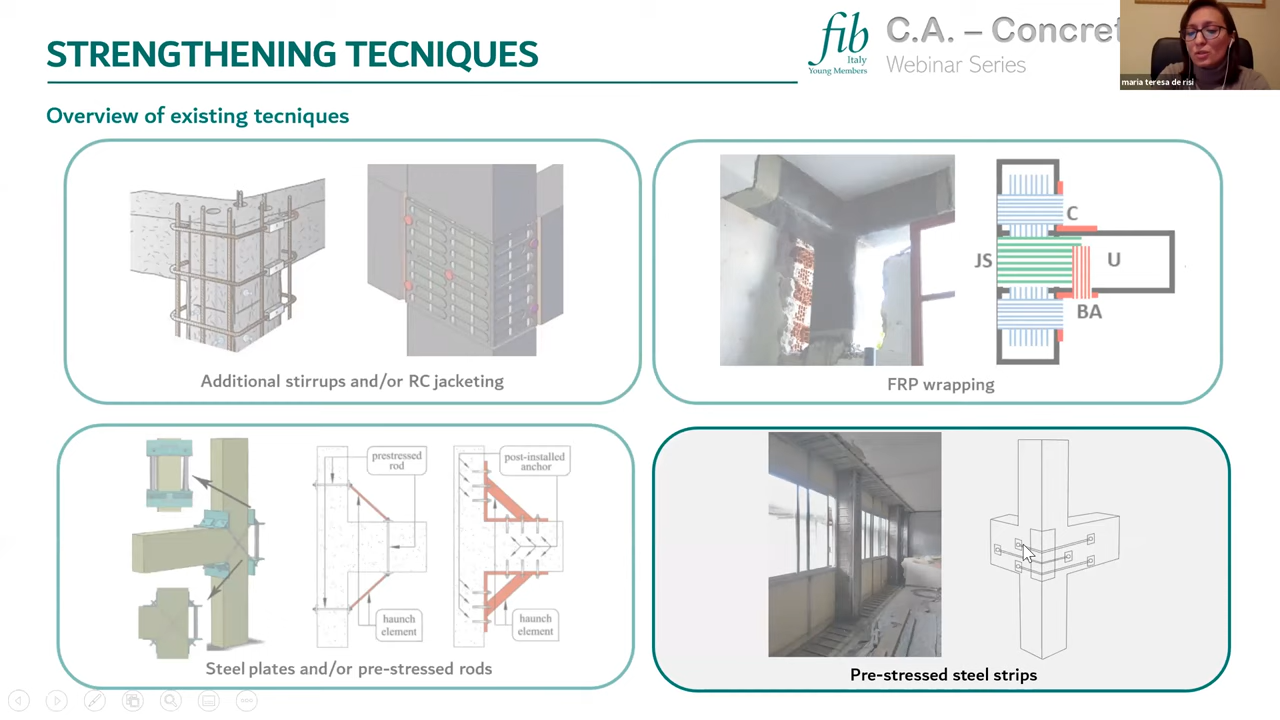 STRENGTHENING TECNIQUES
fib
Italy
Young Members
C.A. – Concret
Webinar Series
maria teresa de risi
Overview of existing tecniques
Additional stirrups and/or RC jacketing
C
JS
U
BA
FRP wrapping
prestressed
rod
post-installed
anchor
haunch
element
haunch
element
Steel plates and/or pre-stressed rods
Pre-stressed steel strips